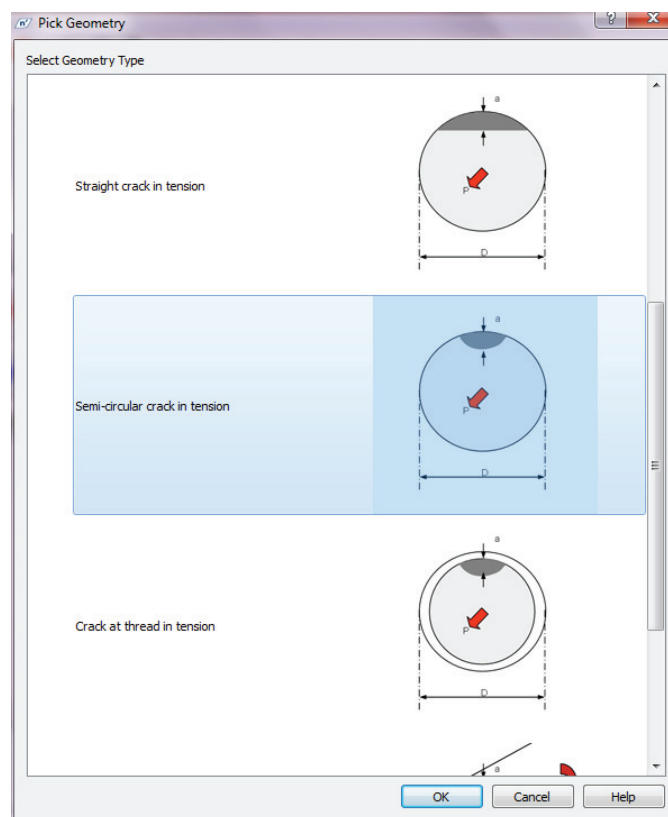 Pick Geometry
Select Geometry Type
a
Straight crack in tension
P
D
a
Semi-circular crack in tension
P
D
a
Crack at thread in tension
P
D
a
OK Cancel Help